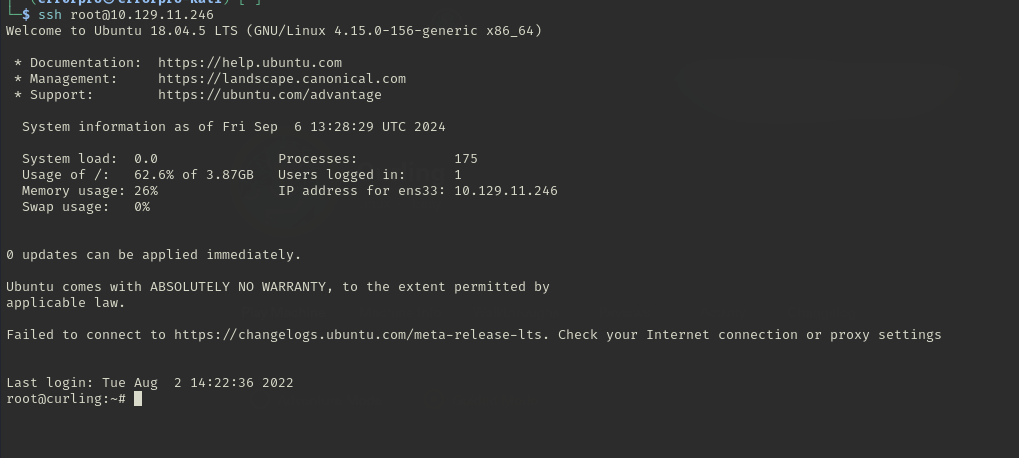 └─$ ssh root@10.129.11.246
Welcome to Ubuntu 18.04.5 LTS (GNU/Linux 4.15.0-156-generic x86_64)
* Documentation:  https://help.ubuntu.com
* Management:     https://landscape.canonical.com
* Support:        https://ubuntu.com/advantage
System information as of Fri Sep  6 13:28:29 UTC 2024
System load:  0.0               Processes:            175
Usage of /:   62.6% of 3.87GB   Users logged in:      1
Memory usage: 26%               IP address for ens33: 10.129.11.246
Swap usage:   0%
0 updates can be applied immediately.
Ubuntu comes with ABSOLUTELY NO WARRANTY, to the extent permitted by
applicable law.
Failed to connect to https://changelogs.ubuntu.com/meta-release-lts. Check your Internet connection or proxy settings
Last login: Tue Aug  2 14:22:36 2022
root@curling:~#